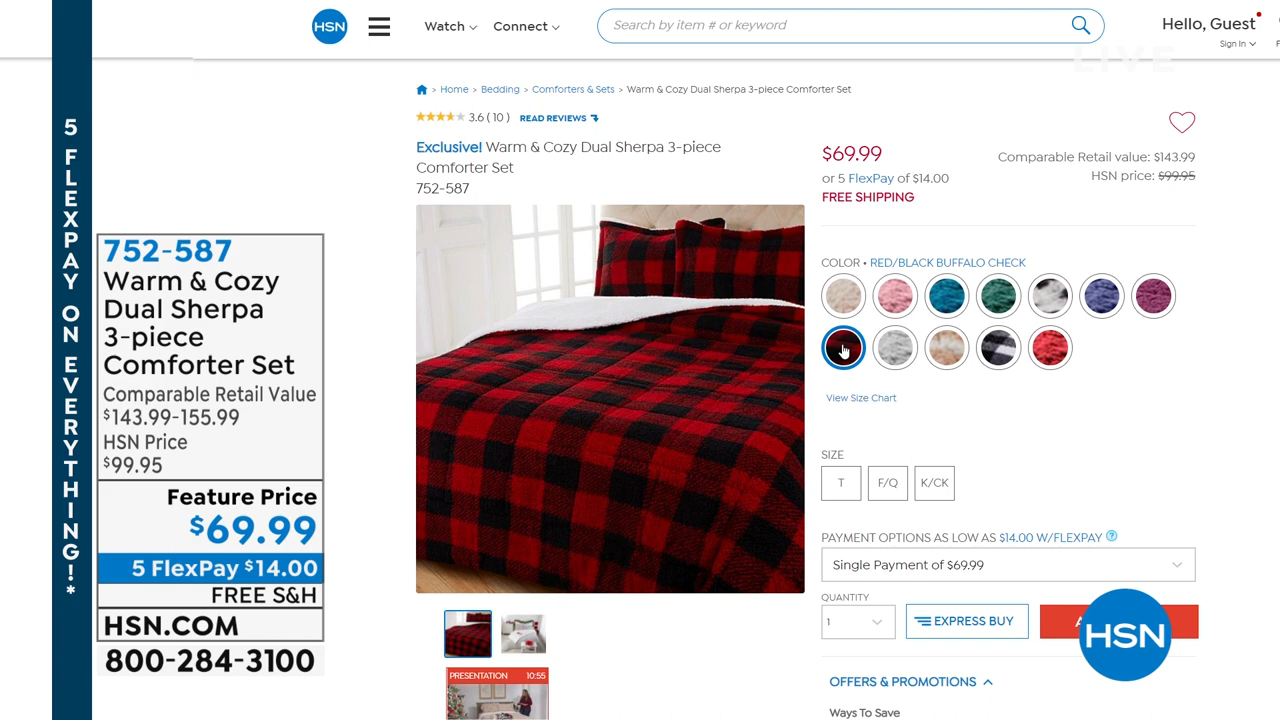 HSN
Watch
Connect
Search by item # or keyword
Hello, Guest
Sign In
LIVE
Home > Bedding > Comforters & Sets > Warm & Cozy Dual Sherpa 3-piece Comforter Set
3.6 ( 10 ) READ REVIEWS
Exclusive! Warm & Cozy Dual Sherpa 3-piece
Comforter Set
752-587
$69.99
or 5 FlexPay of $14.00
FREE SHIPPING
Comparable Retail value: $143.99
HSN price: $99.95
COLOR • RED/BLACK BUFFALO CHECK
View Size Chart
SIZE
T F/Q K/CK
PAYMENT OPTIONS AS LOW AS $14.00 W/FLEXPAY ?
Single Payment of $69.99
QUANTITY
1
EXPRESS BUY
HSN
OFFERS & PROMOTIONS
Ways To Save
PRESENTATION 10:55
5 FLEXPAY ON EVERYTHING!*
752-587
Warm & Cozy
Dual Sherpa
3-piece
Comforter Set
Comparable Retail Value
$143.99-155.99
HSN Price
$99.95
Feature Price
$69.99
5 FlexPay $14.00
FREE S&H
HSN.COM
800-284-3100